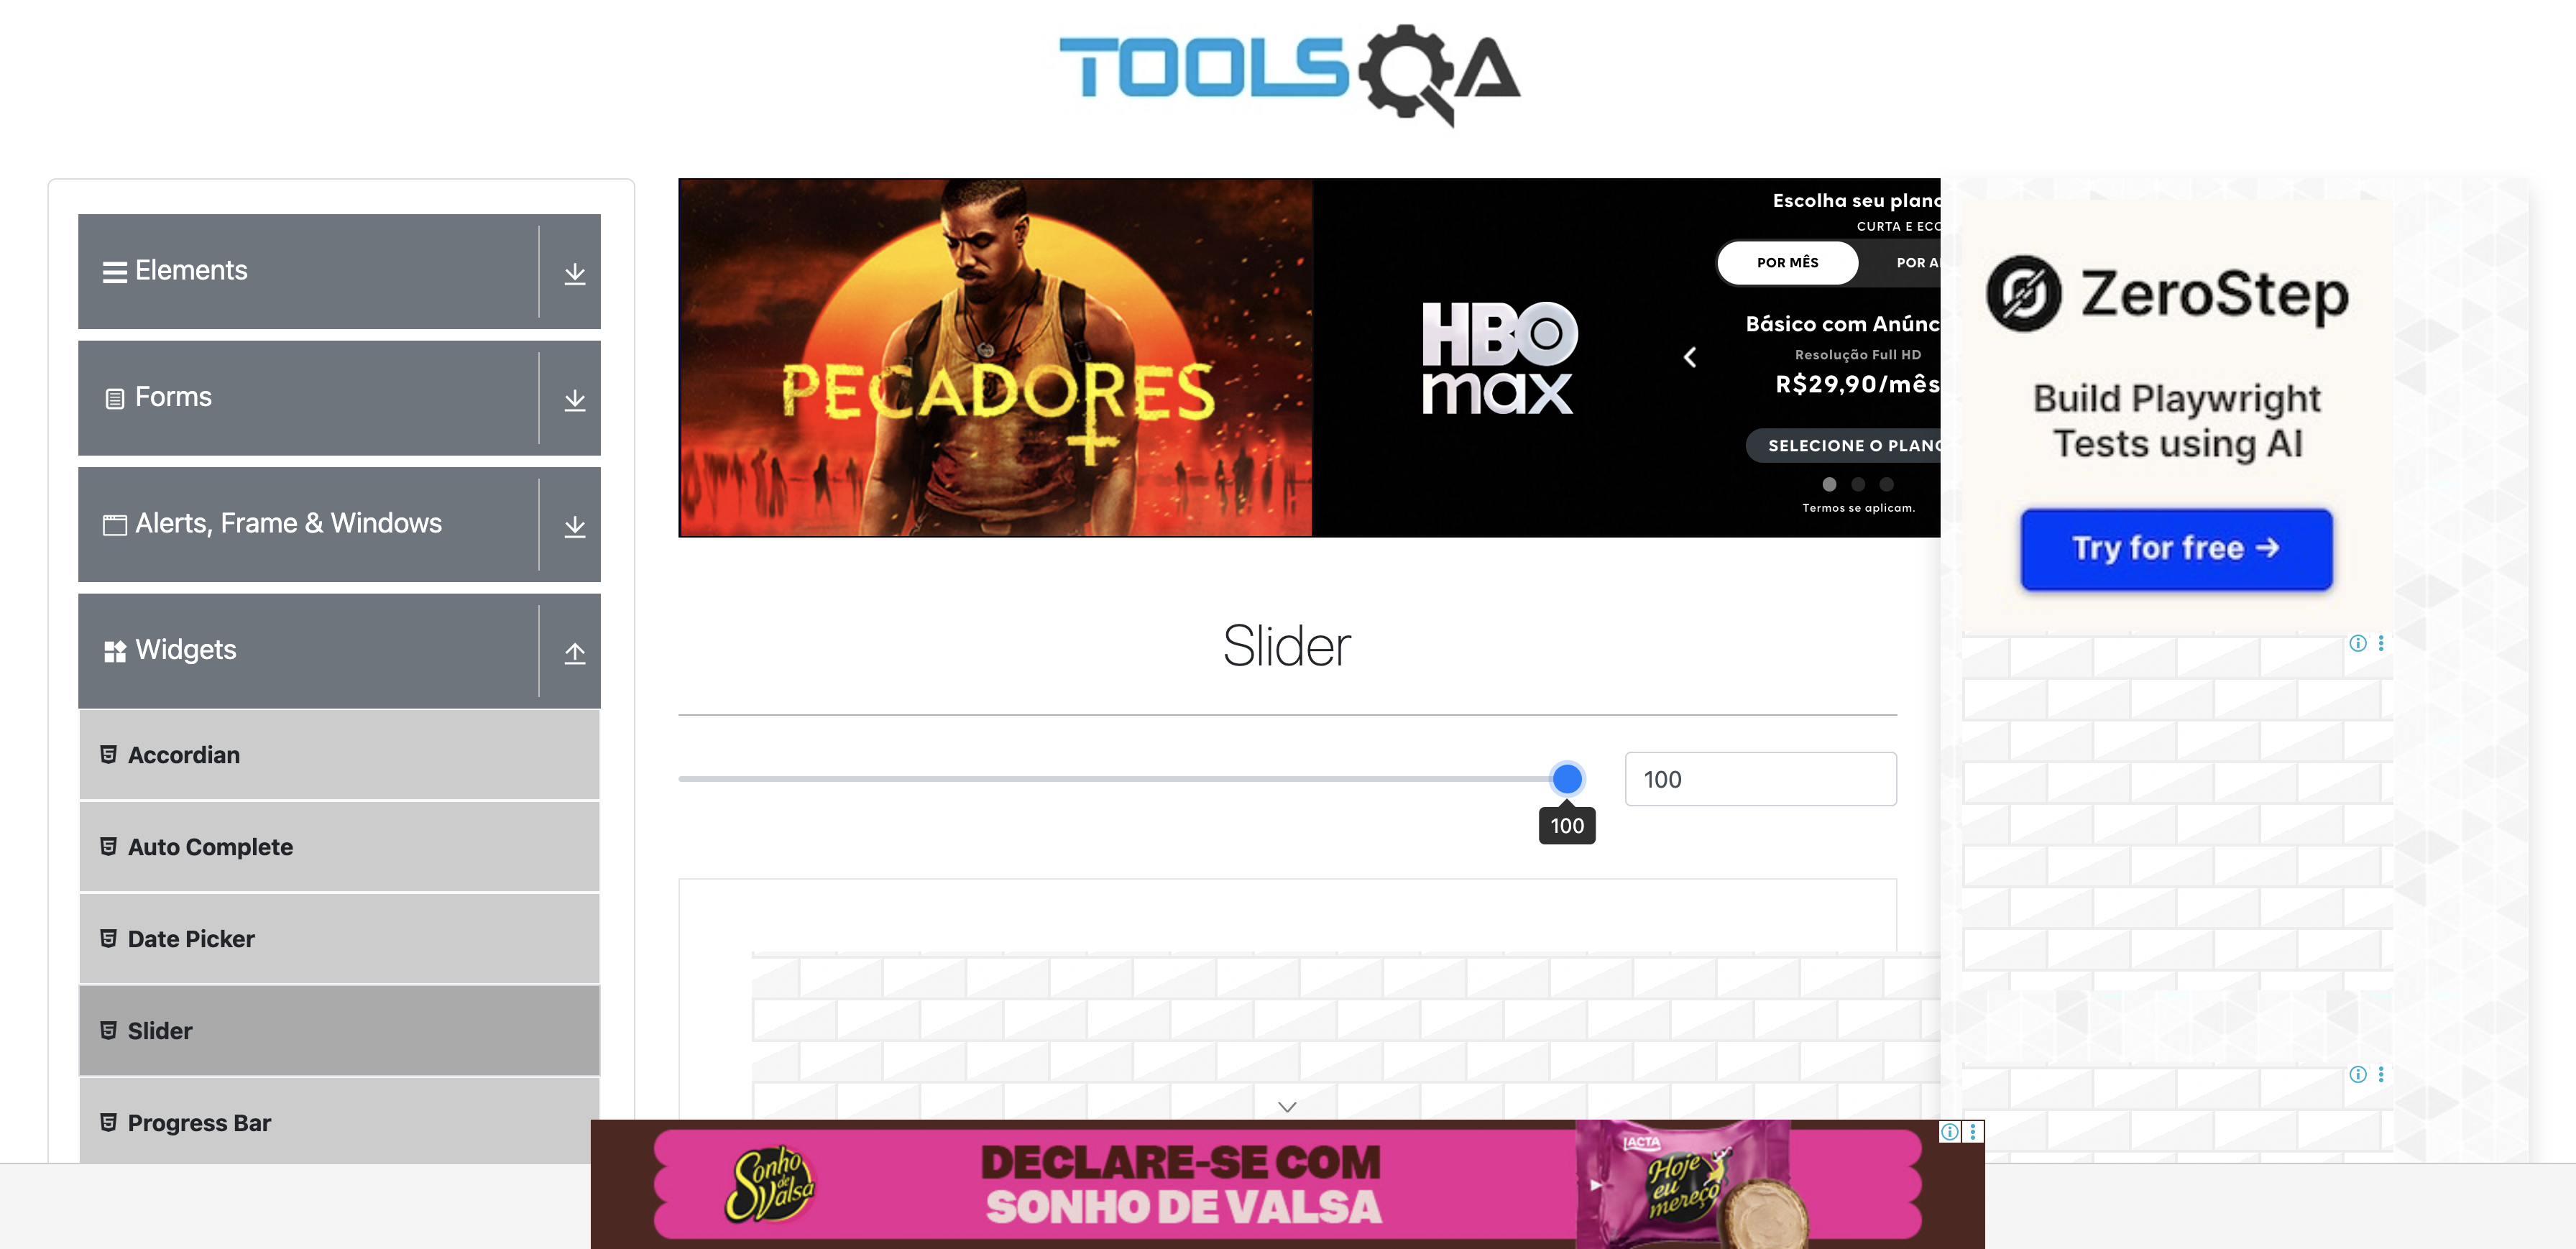 TOOLSQA
Elements
Forms
Alerts, Frame & Windows
Widgets
Accordian
Auto Complete
Date Picker
Slider
Progress Bar
PECADORES
HBO
max
Escolha seu plano
CURTA E ECO
POR MÊS
POR A
Básico com Anúnc
Resolução Full HD
R$29,90/mês
SELECIONE O PLANO
Termos se aplicam.
Slider
100
100
ZeroStep
Build Playwright
Tests using AI
Try for free →
Sonho
de
Valsa
DECLARE-SE COM
SONHO DE VALSA
LACTA
Hoje
eu
mereço